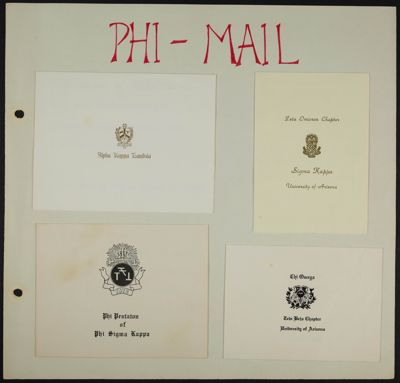 PHI - MAIL
Alpha Kappa Lambda
Zeta Omicron Chapter
Sigma Kappa
University of Arizona
Phi Pentaton
of
Phi Sigma Kappa
Chi Omega
Zeta Beta Chapter
University of Arizona